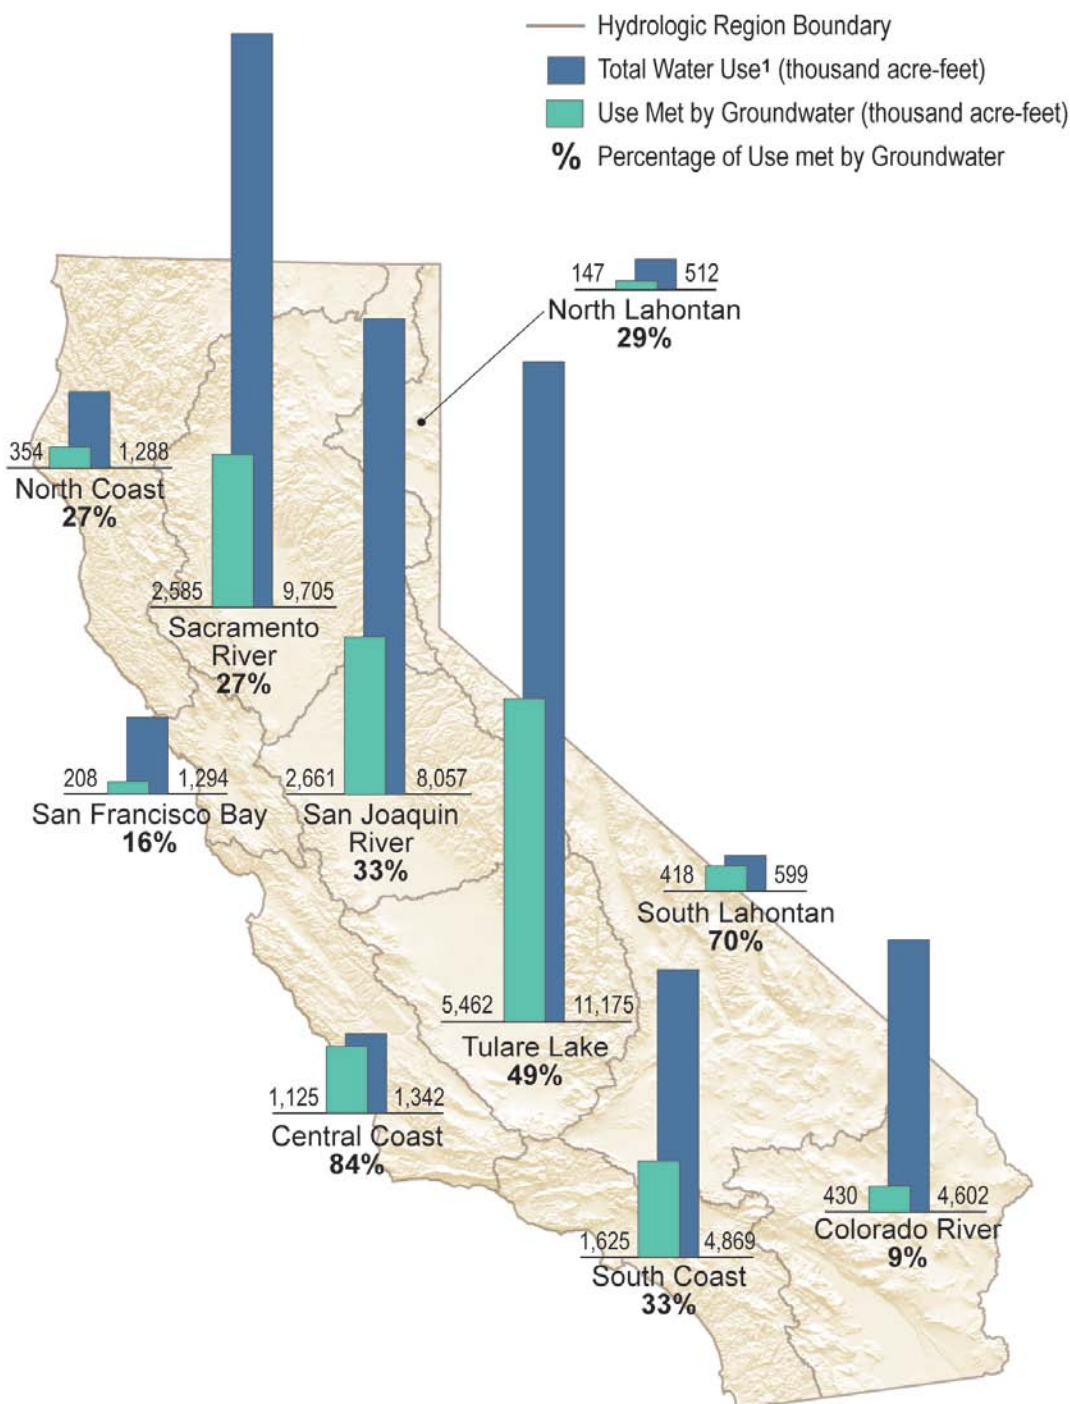 Hydrologic Region Boundary
Total Water Use¹ (thousand acre-feet)
Use Met by Groundwater (thousand acre-feet)
% Percentage of Use met by Groundwater
147 512
North Lahontan
29%
354 1,288
North Coast
27%
2,585 9,705
Sacramento
River
27%
208 1,294
San Francisco Bay
16%
2,661 8,057
San Joaquin
River
33%
418 599
South Lahontan
70%
5,462 11,175
Tulare Lake
49%
1,125 1,342
Central Coast
84%
430 4,602
Colorado River
9%
1,625 4,869
South Coast
33%